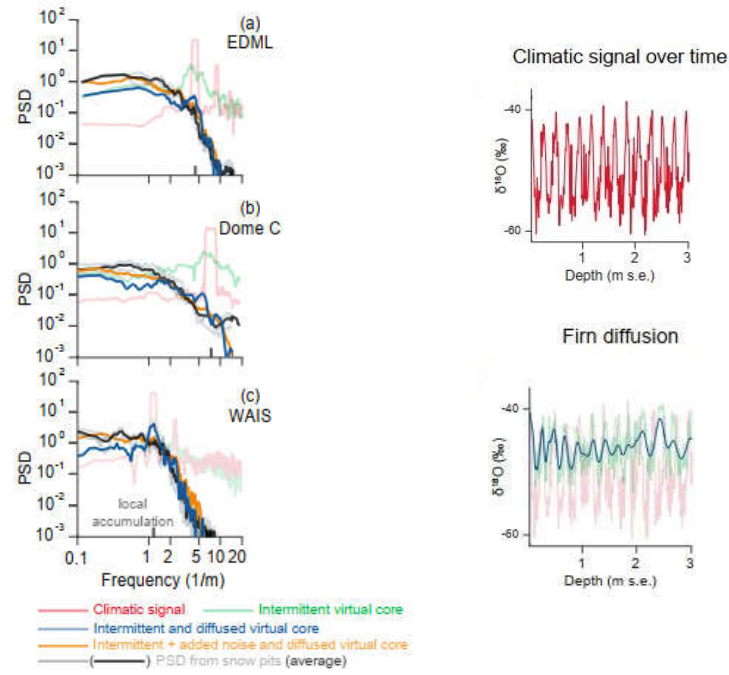 (a)
EDML
10²
10¹
10⁰
10⁻¹
10⁻²
10⁻³
PSD
(b)
Dome C
10²
10¹
10⁰
10⁻¹
10⁻²
10⁻³
PSD
(c)
WAIS
10²
10¹
10⁰
10⁻¹
10⁻²
10⁻³
PSD
local
accumulation
0.1 1 2 5 10 20
Frequency (1/m)
Climatic signal Intermittent virtual core
Intermittent and diffused virtual core
Intermittent + added noise and diffused virtual core
( ) PSD from snow pits (average)
Climatic signal over time
-40
-60
δ¹⁸O (‰)
1 2 3
Depth (m s.e.)
Firn diffusion
-40
-60
δ¹⁸O (‰)
1 2 3
Depth (m s.e.)